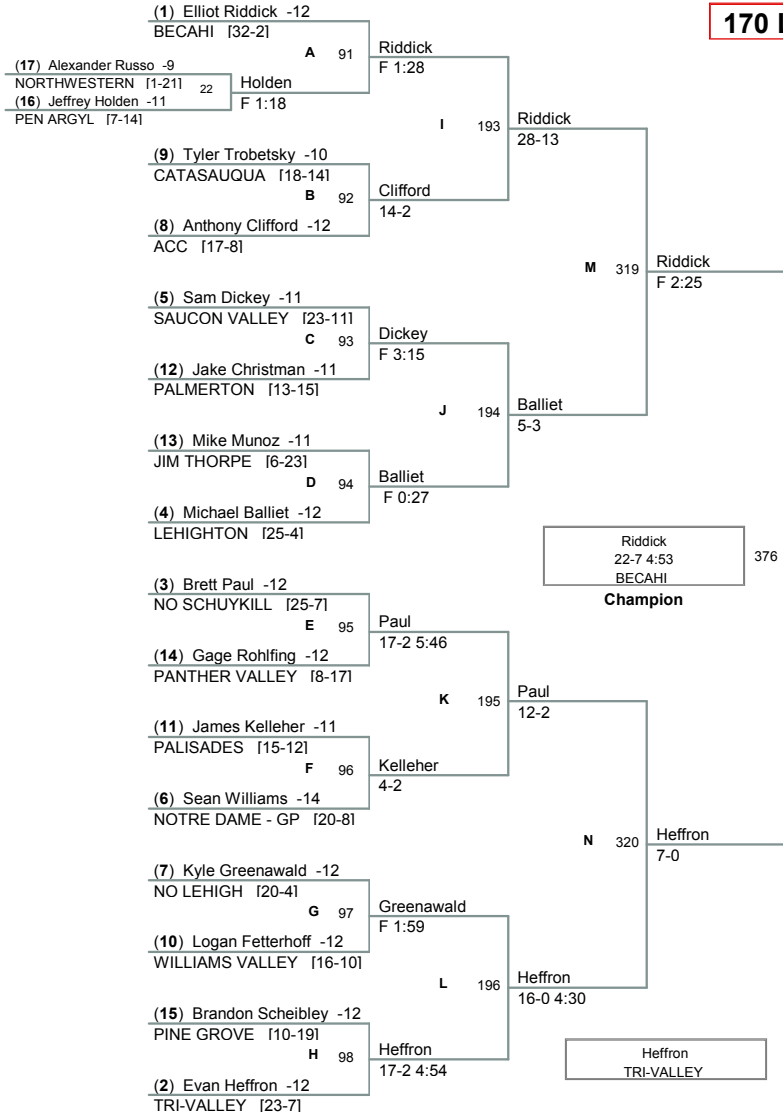 (1) Elliot Riddick -12
170
BECAHI [32-2]
A 91 Riddick
F 1:28
(17) Alexander Russo -9
NORTHWESTERN [1-21] 22 Holden
(16) Jeffrey Holden -11 F 1:18
PEN ARGYL [7-14]
I 193 Riddick
28-13
(9) Tyler Trobetsky -10
CATASAUQUA [18-14]
B 92 Clifford
14-2
(8) Anthony Clifford -12
ACC [17-8]
M 319 Riddick
F 2:25
(5) Sam Dickey -11
SAUCON VALLEY [23-11]
C 93 Dickey
F 3:15
(12) Jake Christman -11
PALMERTON [13-15]
J 194 Balliet
5-3
(13) Mike Munoz -11
JIM THORPE [6-23]
D 94 Balliet
F 0:27
(4) Michael Balliet -12
LEHIGHTON [25-4]
Riddick
22-7 4:53 376
BECAHI
Champion
(3) Brett Paul -12
NO SCHUYKILL [25-7]
E 95 Paul
17-2 5:46
(14) Gage Rohlfing -12
PANTHER VALLEY [8-17]
K 195 Paul
12-2
(11) James Kelleher -11
PALISADES [15-12]
F 96 Kelleher
4-2
(6) Sean Williams -14
NOTRE DAME - GP [20-8]
N 320 Heffron
7-0
(7) Kyle Greenawald -12
NO LEHIGH [20-4]
G 97 Greenawald
F 1:59
(10) Logan Fetterhoff -12
WILLIAMS VALLEY [16-10]
L 196 Heffron
16-0 4:30
(15) Brandon Scheibley -12
PINE GROVE [10-19]
H 98 Heffron
17-2 4:54
(2) Evan Heffron -12
TRI-VALLEY [23-7]
Heffron
TRI-VALLEY